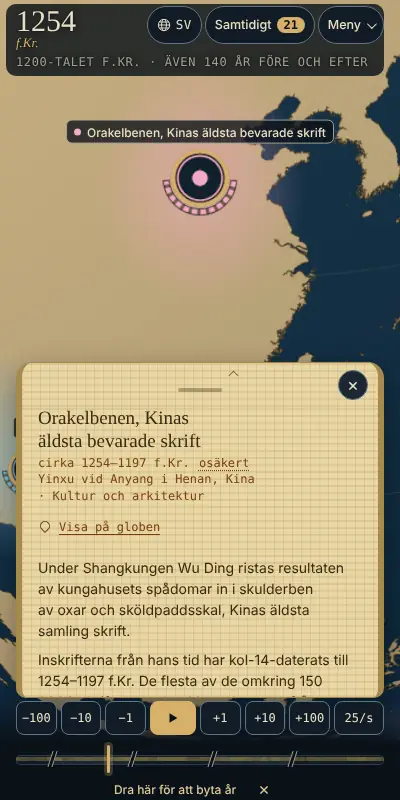 1254
f.Kr.
SV
Samtidigt 21
Meny
1200-TALET F.KR. · ÄVEN 140 ÅR FÖRE OCH EFTER
Orakelbenen, Kinas äldsta bevarade skrift
Orakelbenen, Kinas
äldsta bevarade skrift
cirka 1254–1197 f.Kr. osäkert
Yinxu vid Anyang i Henan, Kina
· Kultur och arkitektur
Visa på globen
Under Shangkungen Wu Ding ristas resultaten
av kungahusets spådomar in i skulderben
av oxar och sköldpaddsskal, Kinas äldsta
samling skrift.
Inskrifterna från hans tid har kol-14-daterats till
1254–1197 f.Kr. De flesta av de omkring 150
−100 −10 −1 +1 +10 +100 25/s
Dra här för att byta år ✕